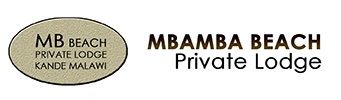 MB BEACH
PRIVATE LODGE
KANDE MALAWI
MBAMBA BEACH
Private Lodge